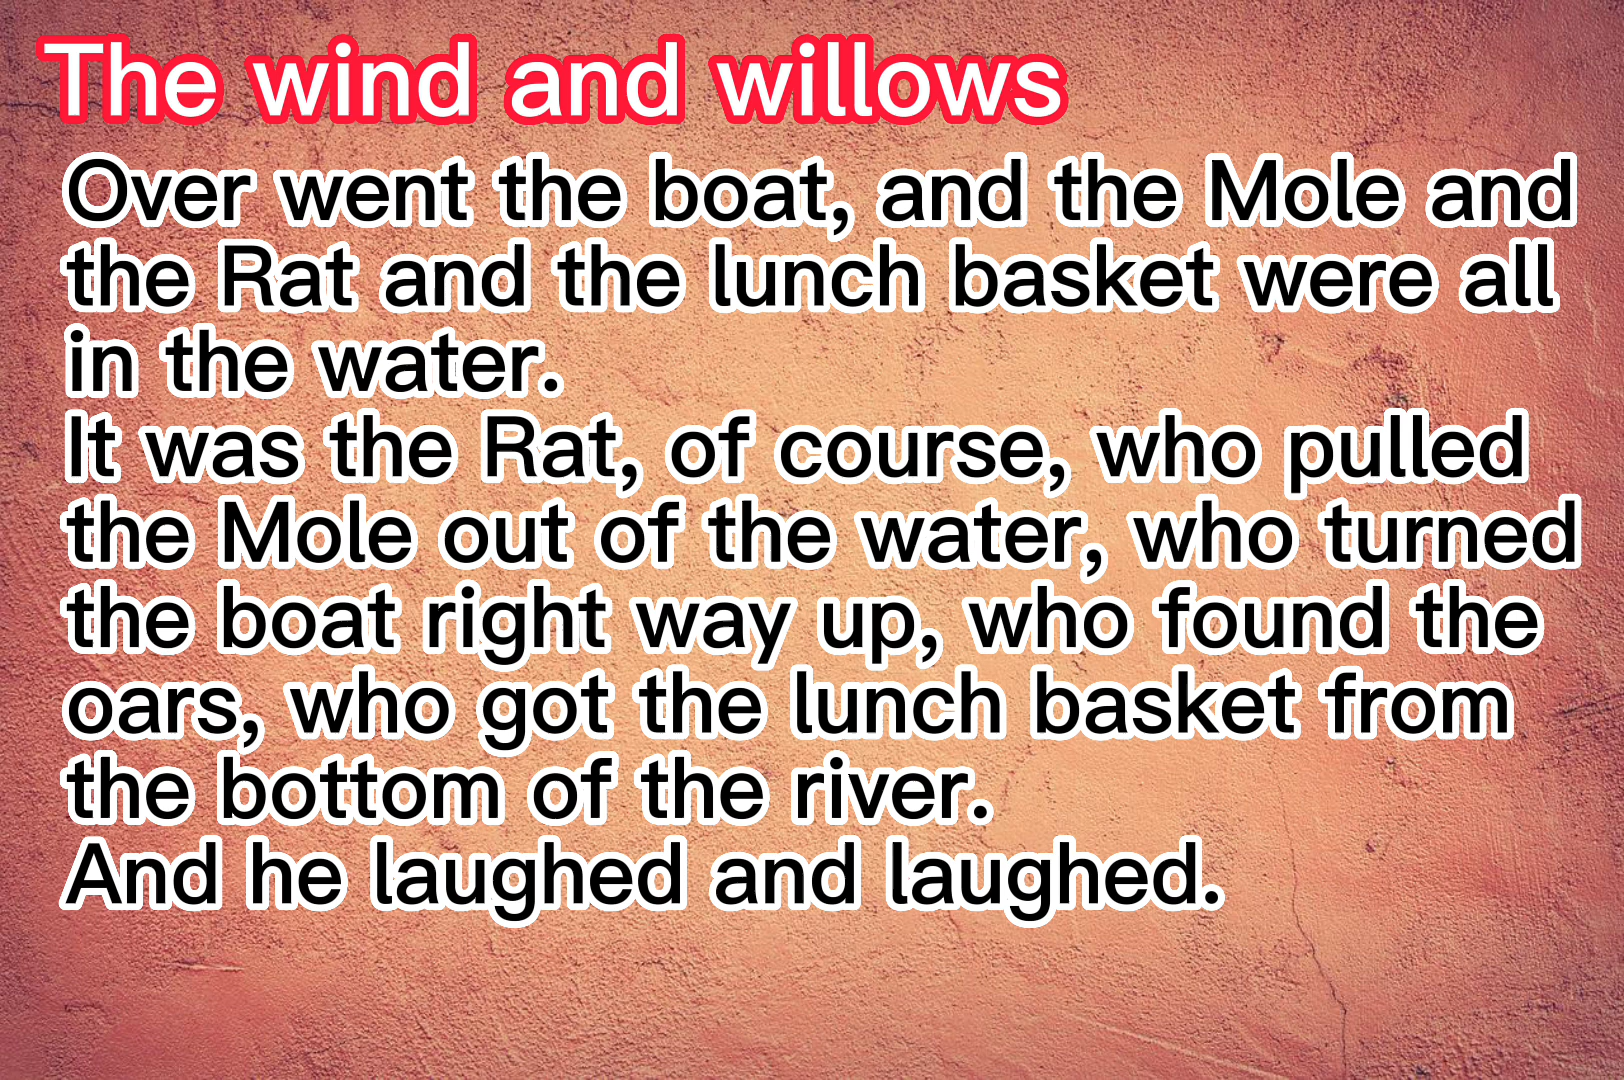 The wind and willows
Over went the boat, and the Mole and
the Rat and the lunch basket were all
in the water.
It was the Rat, of course, who pulled
the Mole out of the water, who turned
the boat right way up, who found the
oars, who got the lunch basket from
the bottom of the river.
And he laughed and laughed.